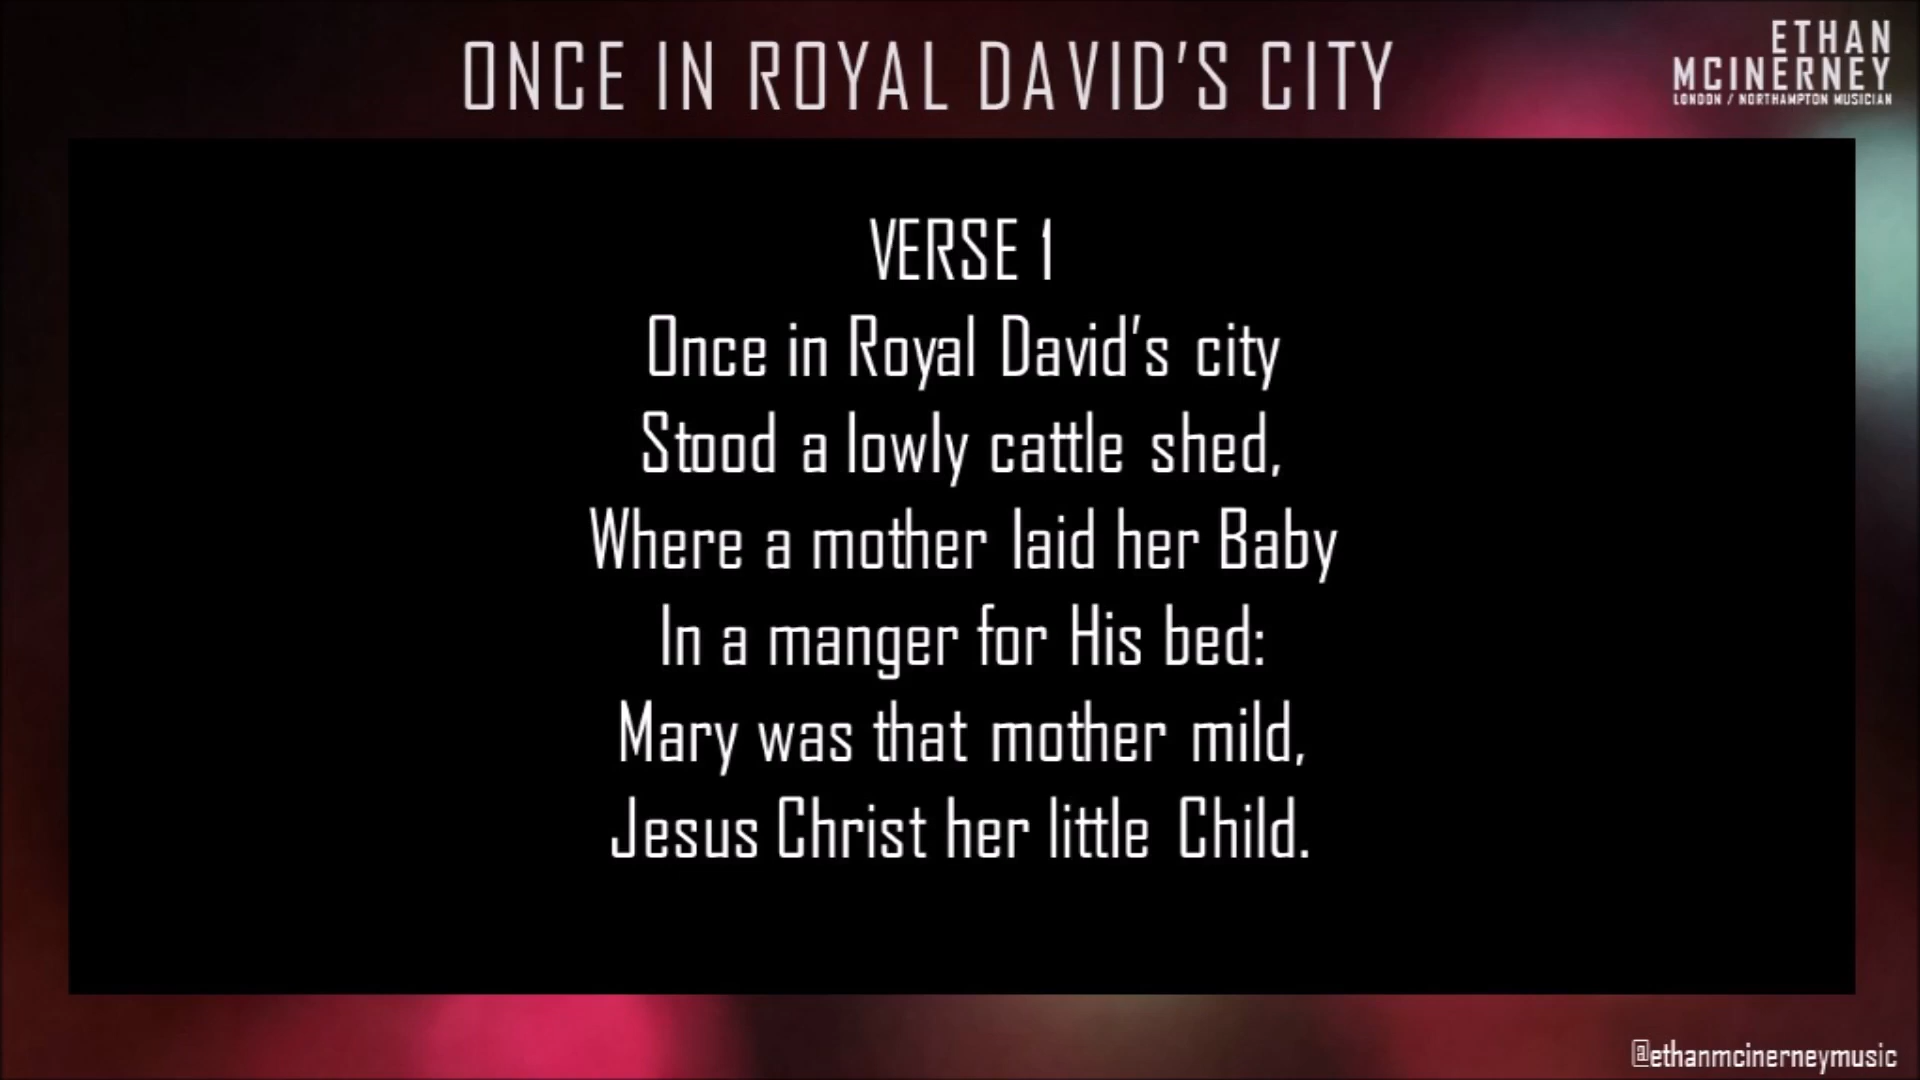 ONCE IN ROYAL DAVID'S CITY
ETHAN
MCINERNEY
LONDON / NORTHAMPTON MUSICIAN
VERSE 1
Once in Royal David's city
Stood a lowly cattle shed,
Where a mother laid her Baby
In a manger for His bed:
Mary was that mother mild,
Jesus Christ her little Child.
@ethanmcinerneymusic